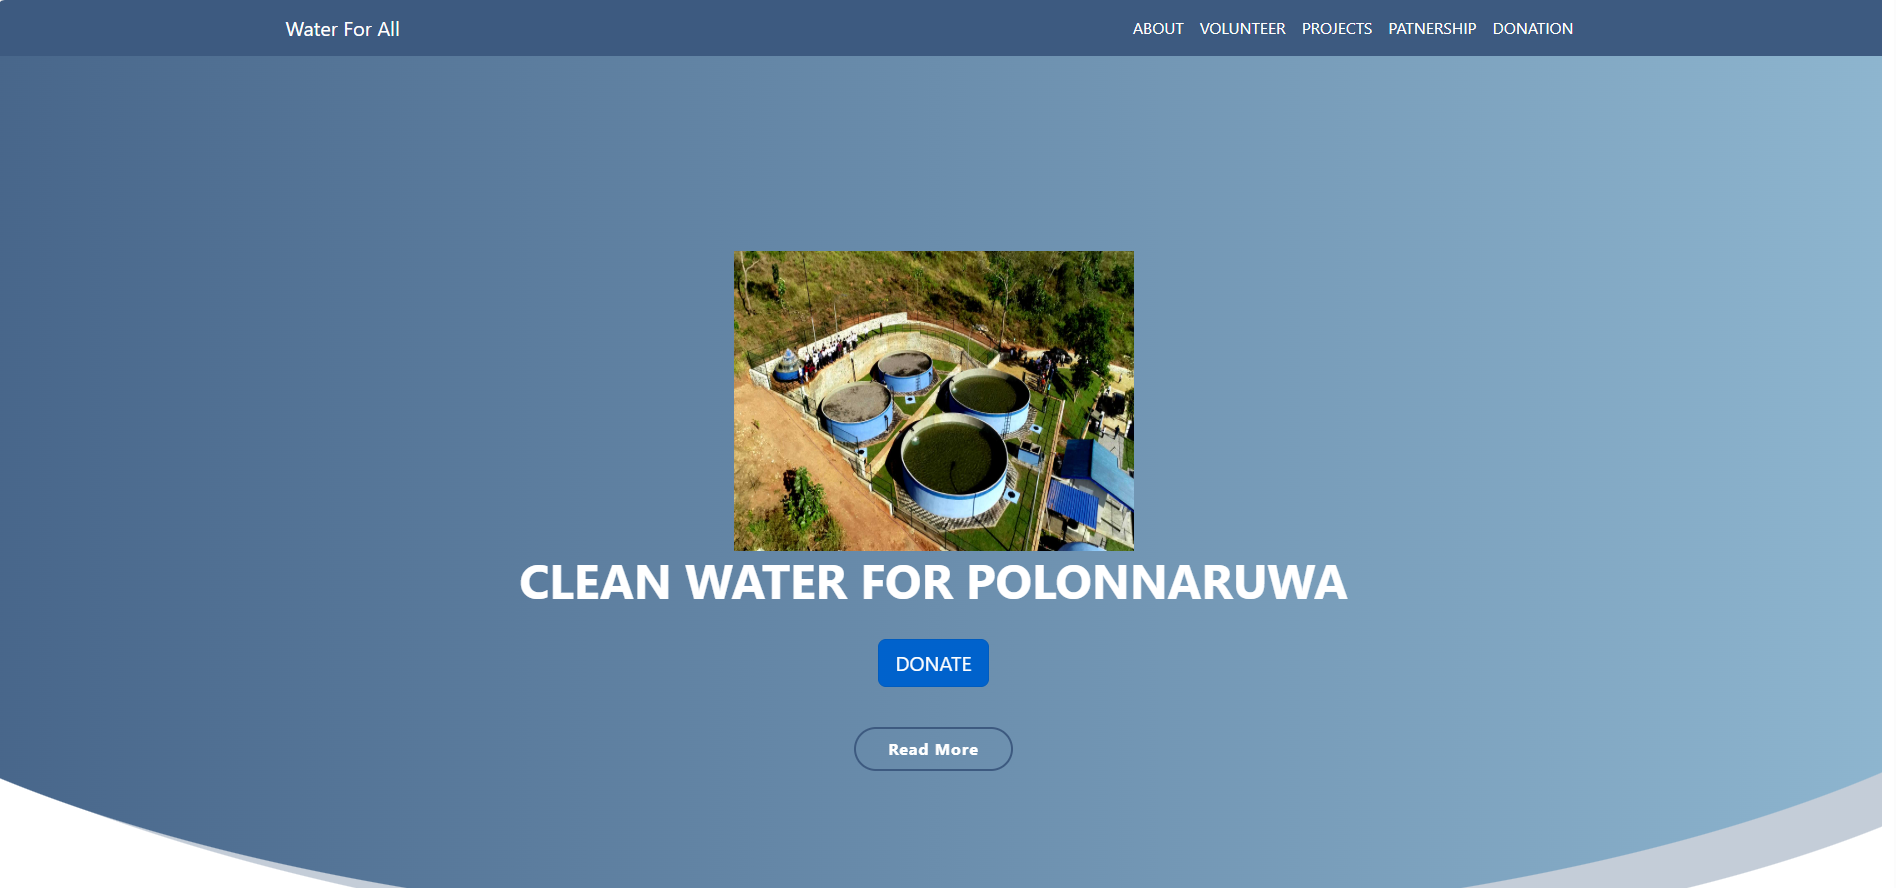 Water For All
ABOUT VOLUNTEER PROJECTS PATNERSHIP DONATION
CLEAN WATER FOR POLONNARUWA
DONATE
Read More